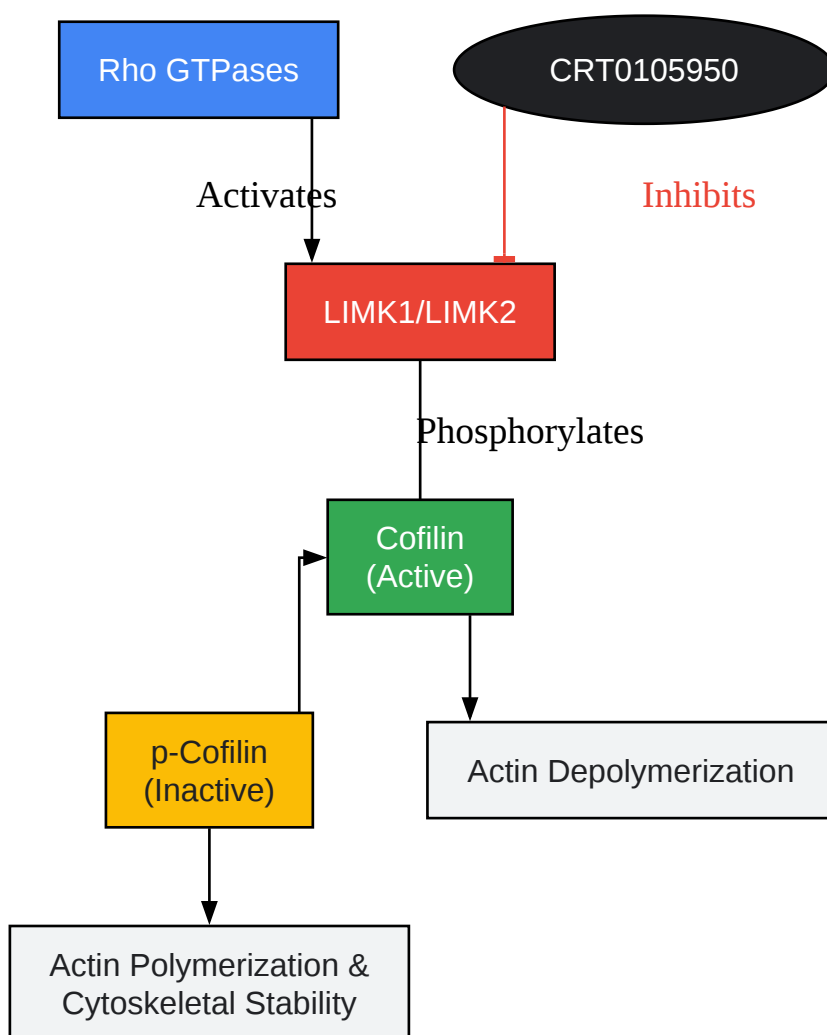 Rho GTPases
CRT0105950
Activates
Inhibits
LIMK1/LIMK2
Phosphorylates
Cofilin
(Active)
p-Cofilin
(Inactive)
Actin Depolymerization
Actin Polymerization &
Cytoskeletal Stability